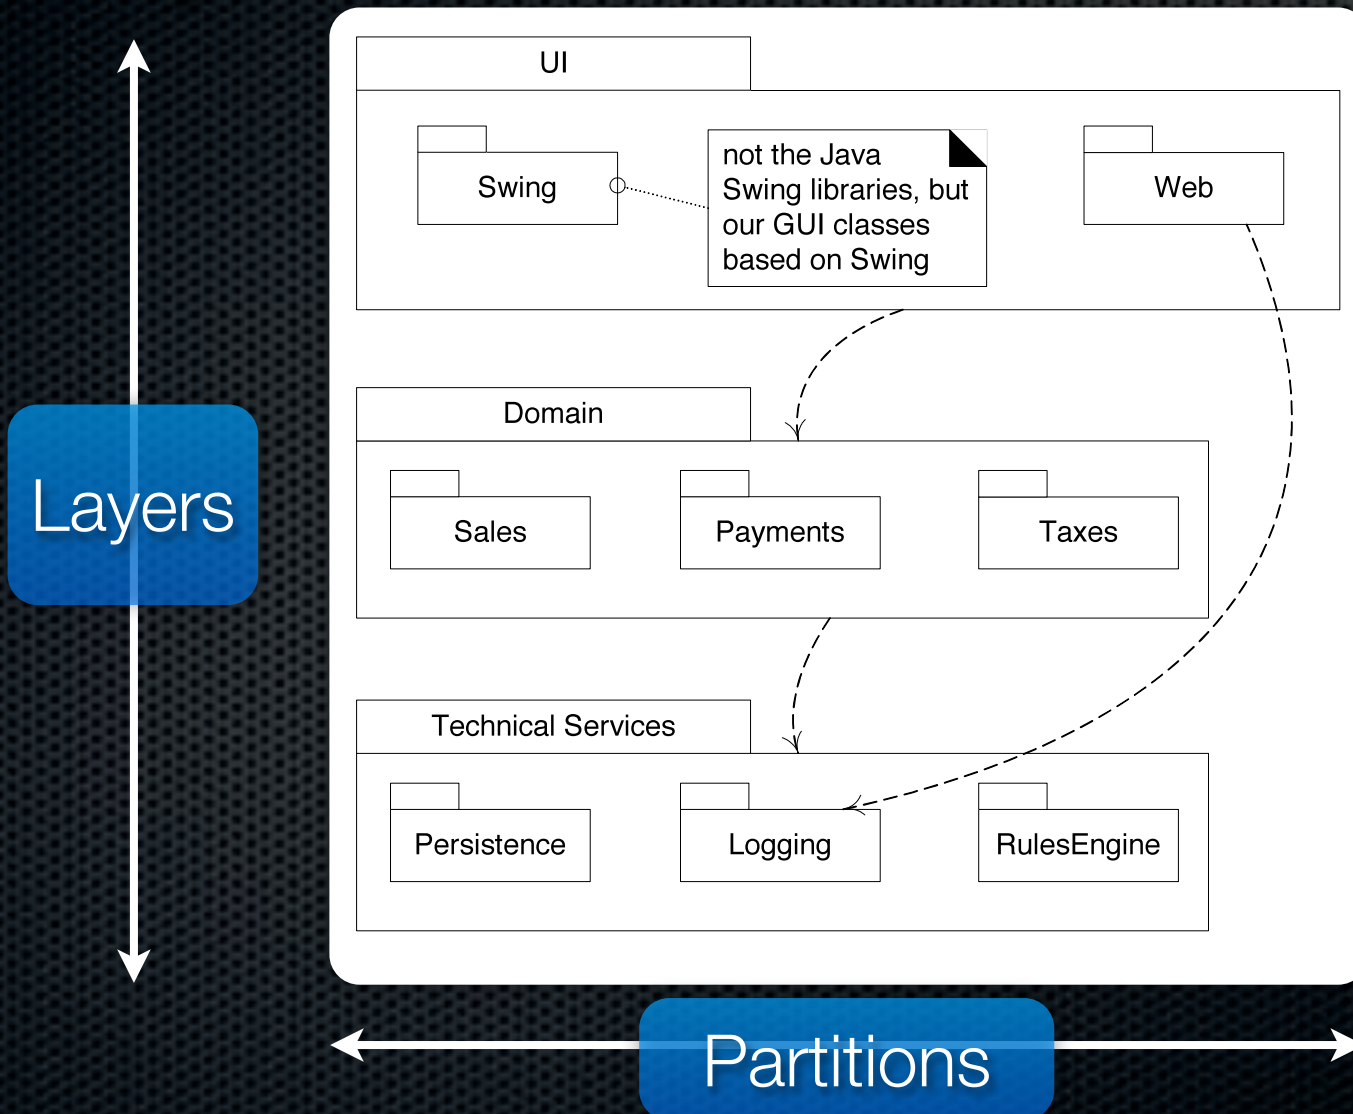 UI
Swing
not the Java
Swing libraries, but
our GUI classes
based on Swing
Web
Domain
Layers
Sales
Payments
Taxes
Technical Services
Persistence
Logging
RulesEngine
Partitions